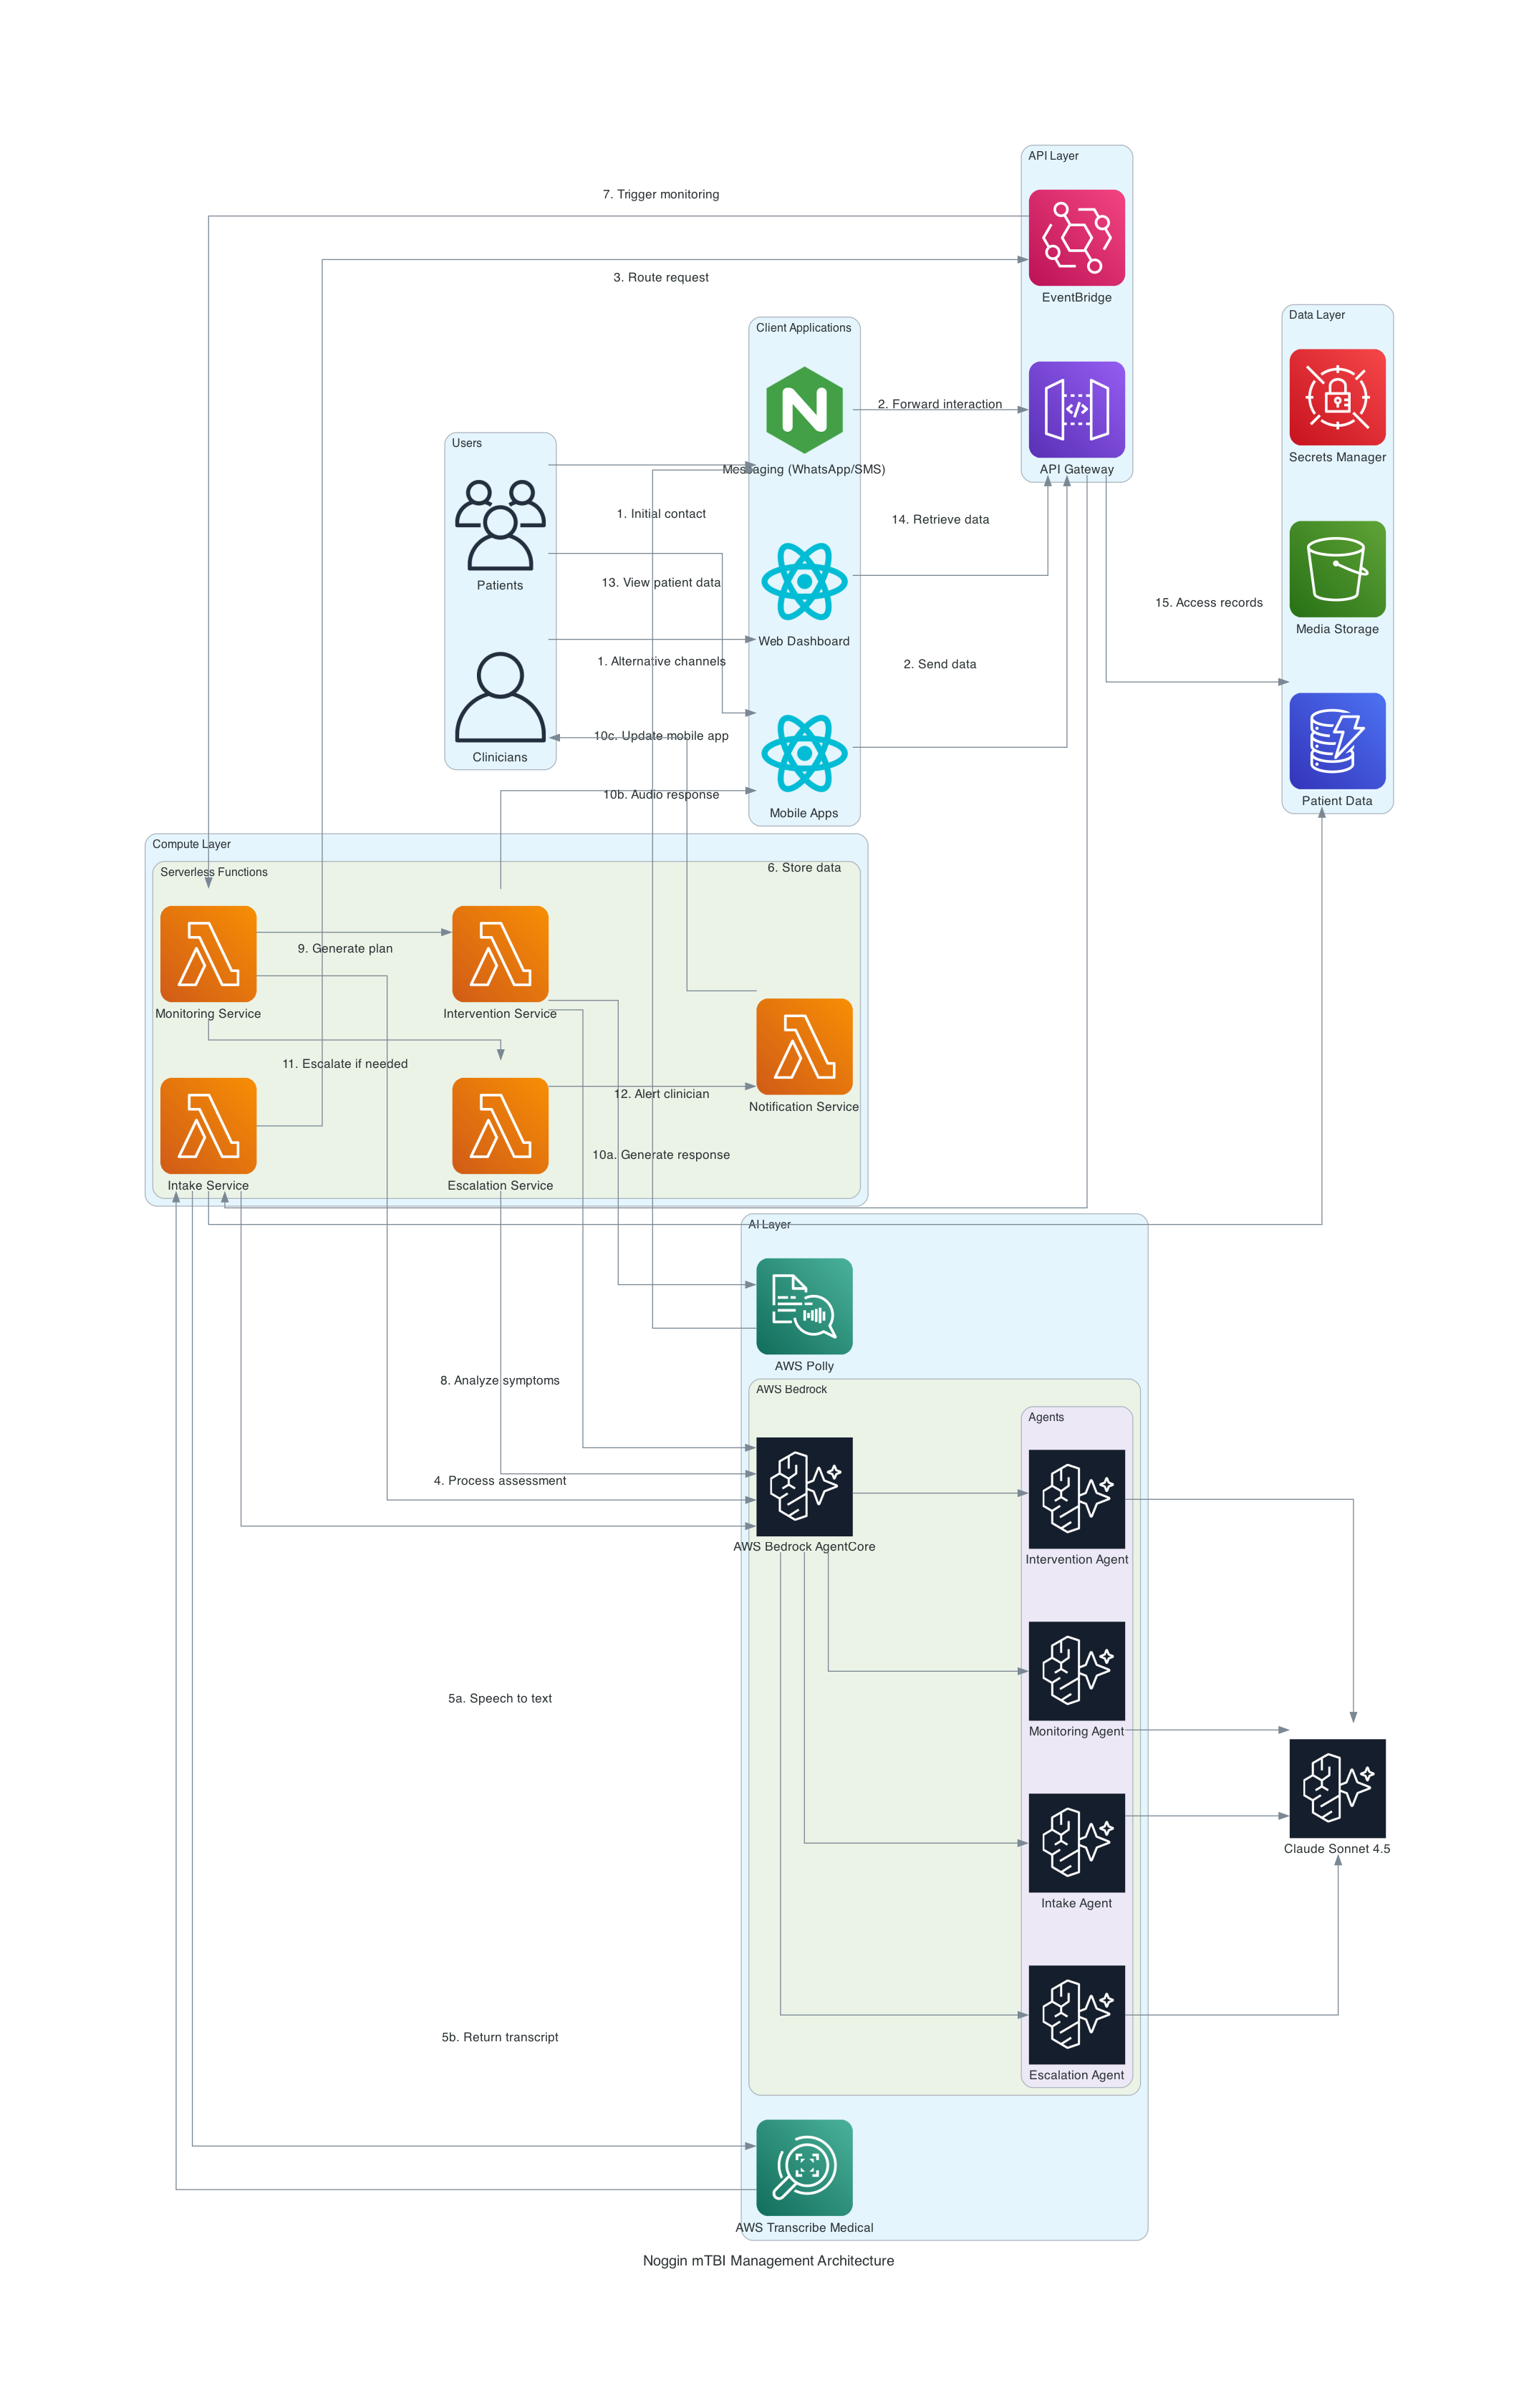 API Layer
7. Trigger monitoring
3. Route request
EventBridge
Data Layer
Client Applications
Secrets Manager
2. Forward interaction
Users
Messaging (WhatsApp/SMS)
API Gateway
1. Initial contact
14. Retrieve data
Patients
13. View patient data
15. Access records
Media Storage
Web Dashboard
1. Alternative channels
2. Send data
10c. Update mobile app
Clinicians
10b. Audio response
Patient Data
Mobile Apps
Compute Layer
Serverless Functions
6. Store data
9. Generate plan
Monitoring Service
Intervention Service
11. Escalate if needed
12. Alert clinician
Notification Service
10a. Generate response
Intake Service
Escalation Service
AI Layer
AWS Polly
8. Analyze symptoms
AWS Bedrock
Agents
4. Process assessment
AWS Bedrock AgentCore
Intervention Agent
5a. Speech to text
Monitoring Agent
Claude Sonnet 4.5
Intake Agent
5b. Return transcript
Escalation Agent
AWS Transcribe Medical
Noggin mTBI Management Architecture